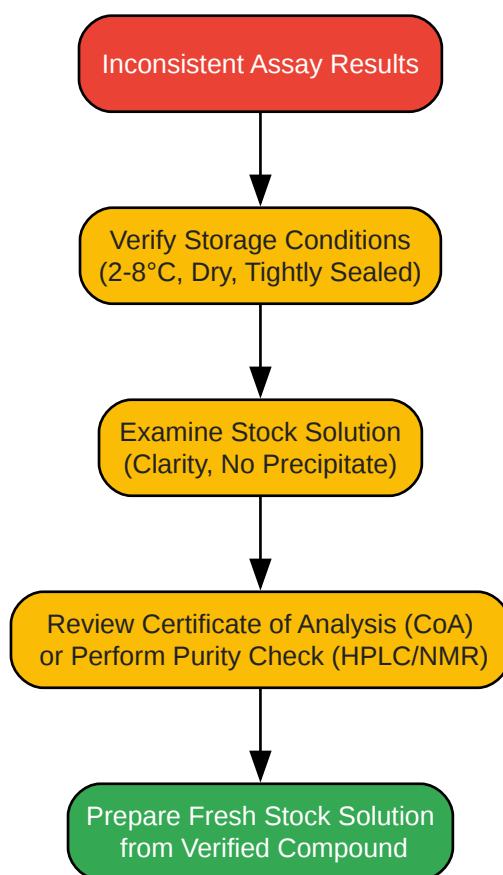 Inconsistent Assay Results
Verify Storage Conditions
(2-8°C, Dry, Tightly Sealed)
Examine Stock Solution
(Clarity, No Precipitate)
Review Certificate of Analysis (CoA)
or Perform Purity Check (HPLC/NMR)
Prepare Fresh Stock Solution
from Verified Compound